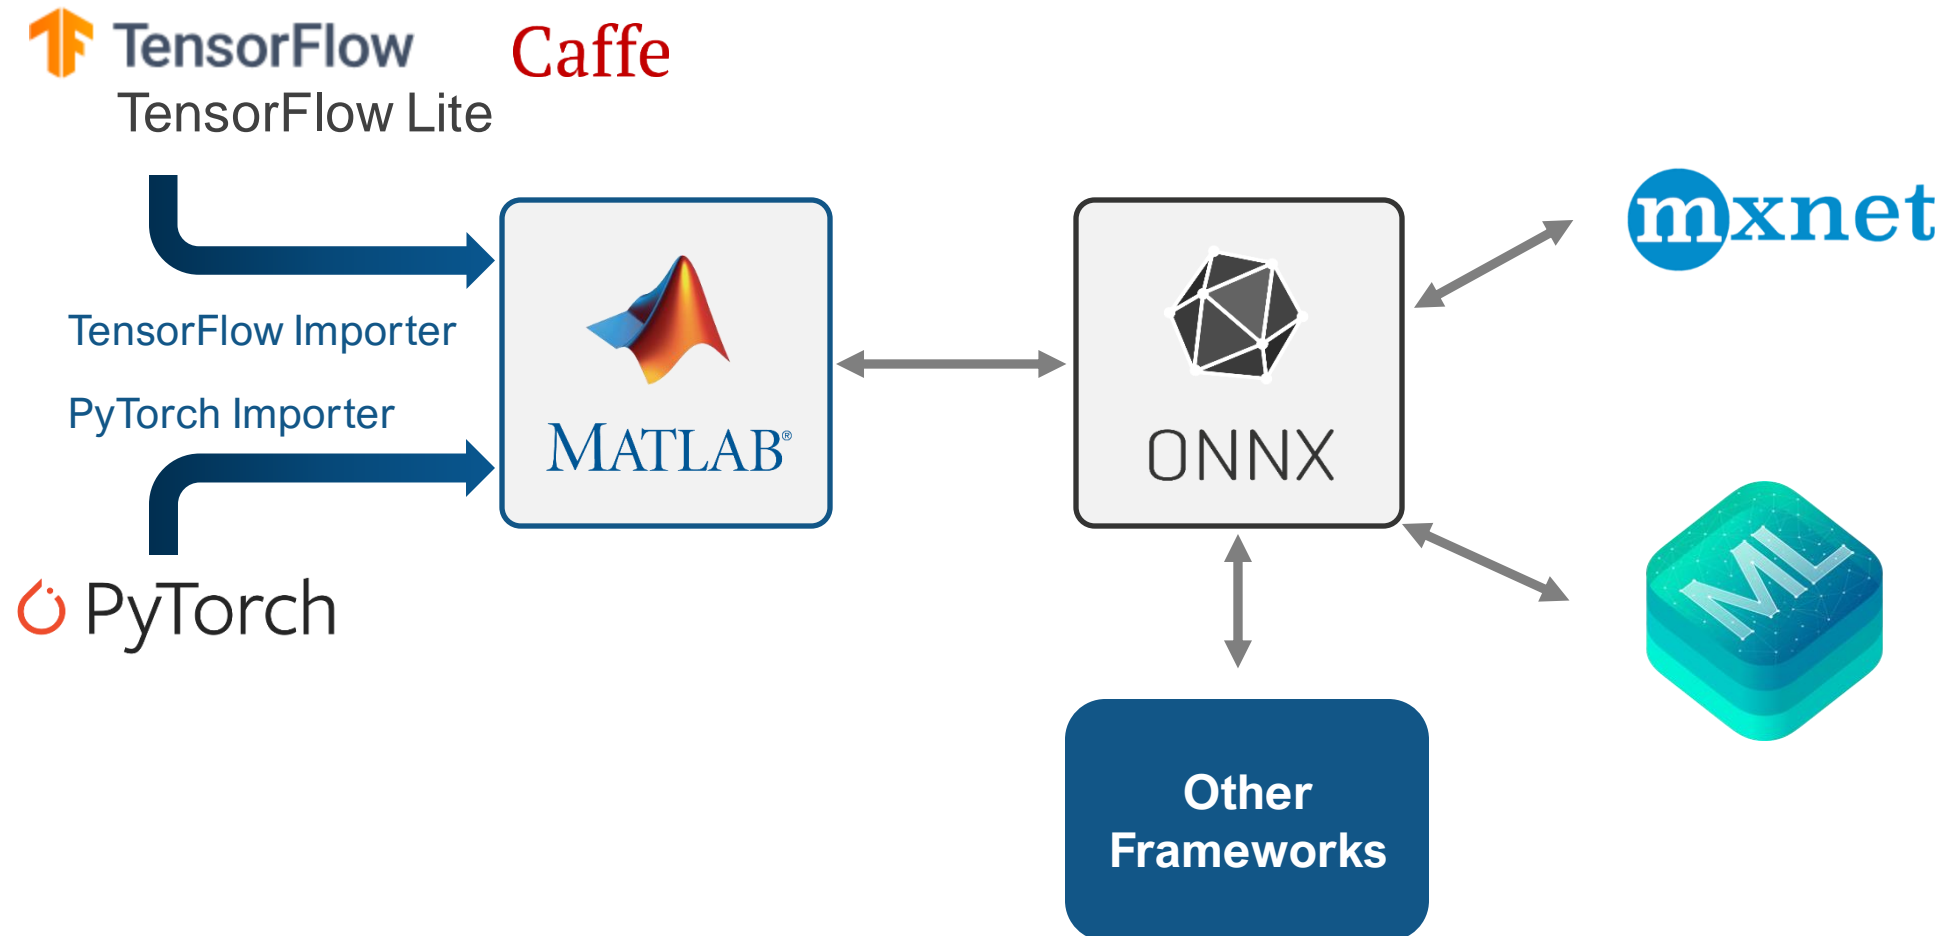 TensorFlow
Caffe
TensorFlow Lite
mxnet
TensorFlow Importer
PyTorch Importer
MATLAB®
ONNX
ML
PyTorch
Other
Frameworks